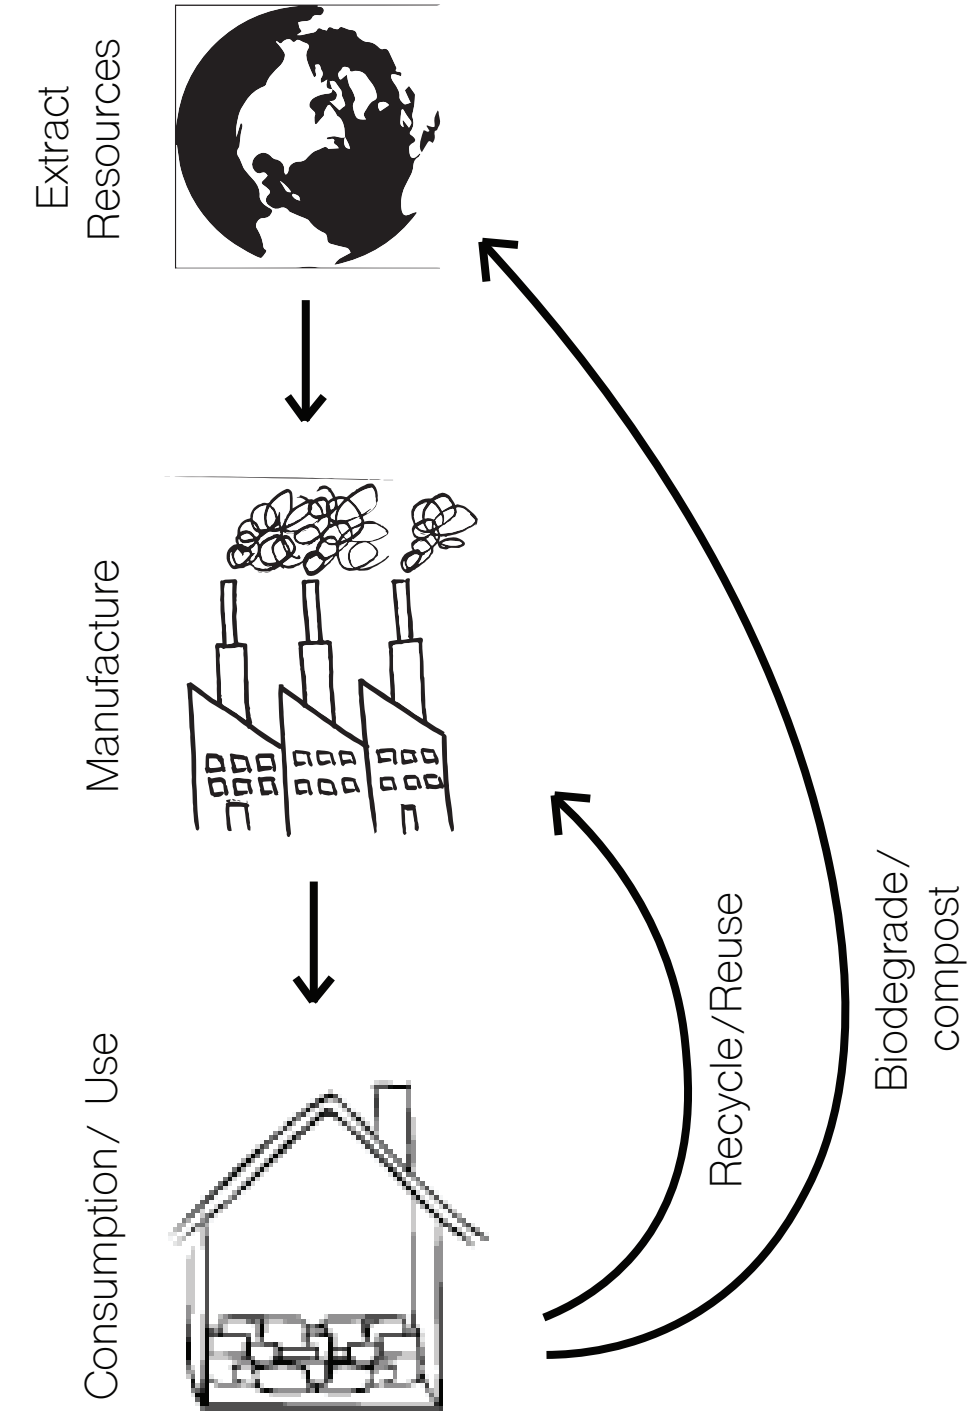 Extract
Resources
Manufacture
Consumption/ Use
Recycle/Reuse
Biodegrade/
compost